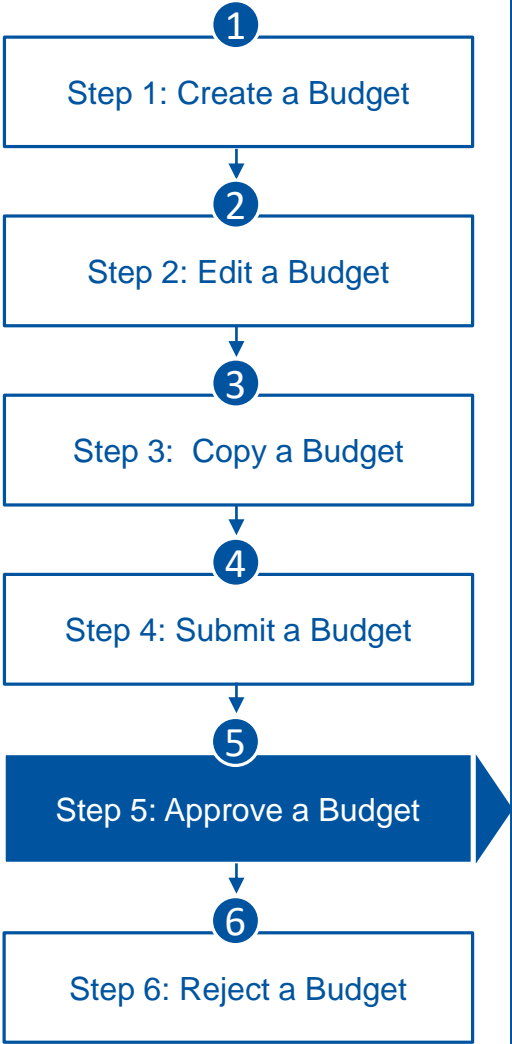 1
Step 1: Create a Budget
2
Step 2: Edit a Budget
3
Step 3:  Copy a Budget
4
Step 4: Submit a Budget
5
Step 5: Approve a Budget
6
Step 6: Reject a Budget